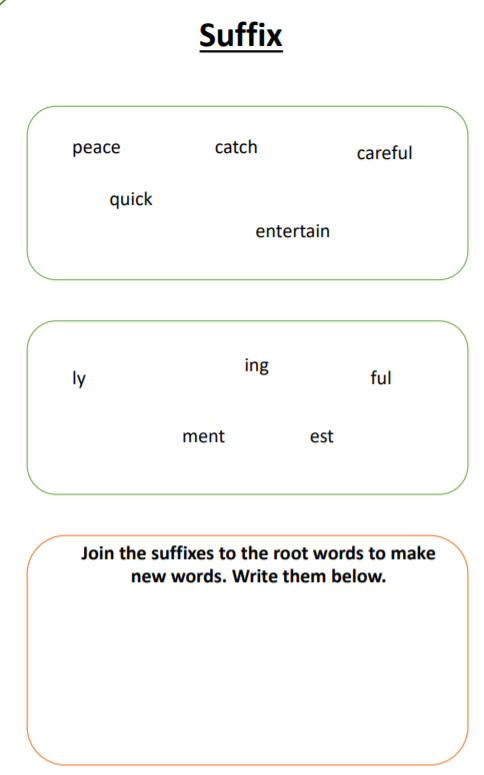 Suffix
peace catch careful
quick
entertain
ing
ly ful
ment est
Join the suffixes to the root words to make
new words. Write them below.